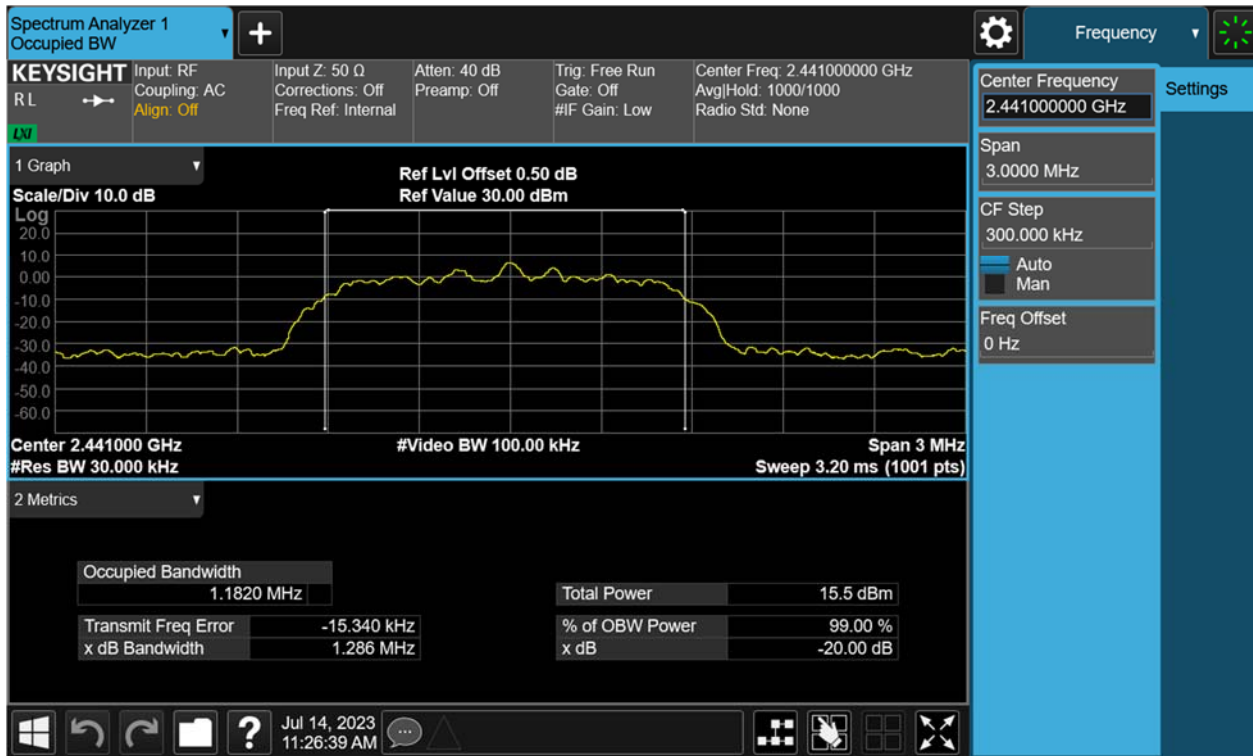 Spectrum Analyzer 1
Occupied BW
Frequency
KEYSIGHT
R L
LXI
Input: RF
Coupling: AC
Align: Off
Input Z: 50 Ω
Corrections: Off
Freq Ref: Internal
Atten: 40 dB
Preamp: Off
Trig: Free Run
Gate: Off
#IF Gain: Low
Center Freq: 2.441000000 GHz
Avg|Hold: 1000/1000
Radio Std: None
Center Frequency
2.441000000 GHz
Settings
Span
3.0000 MHz
CF Step
300.000 kHz
Auto
Man
Freq Offset
0 Hz
1 Graph
Scale/Div 10.0 dB
Ref Lvl Offset 0.50 dB
Ref Value 30.00 dBm
Log
20.0
10.0
0.00
-10.0
-20.0
-30.0
-40.0
-50.0
-60.0
Center 2.441000 GHz
#Video BW 100.00 kHz
Span 3 MHz
#Res BW 30.000 kHz
Sweep 3.20 ms (1001 pts)
2 Metrics
Occupied Bandwidth
1.1820 MHz
Total Power 15.5 dBm
Transmit Freq Error -15.340 kHz
% of OBW Power 99.00 %
x dB Bandwidth 1.286 MHz
x dB -20.00 dB
?
Jul 14, 2023
11:26:39 AM